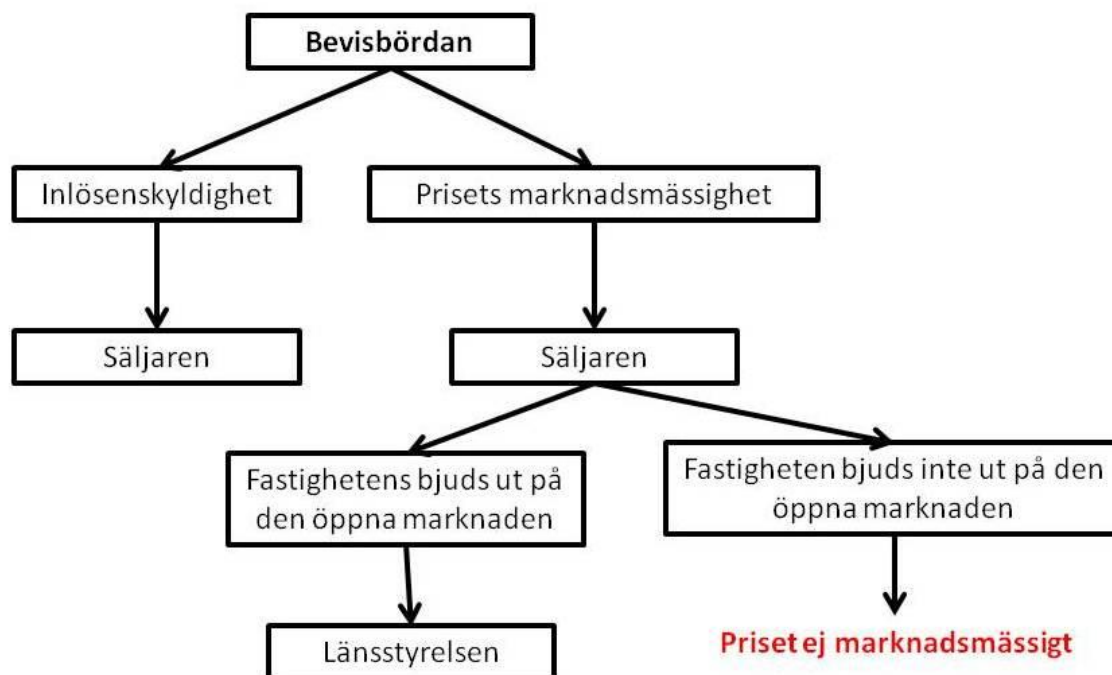 Bevisbördan
Inlösenskyldighet
Prisets marknadsmässighet
Säljaren
Säljaren
Fastighetens bjuds ut på
den öppna marknaden
Fastigheten bjuds inte ut på den
öppna marknaden
Länsstyrelsen
Priset ej marknadsmässigt